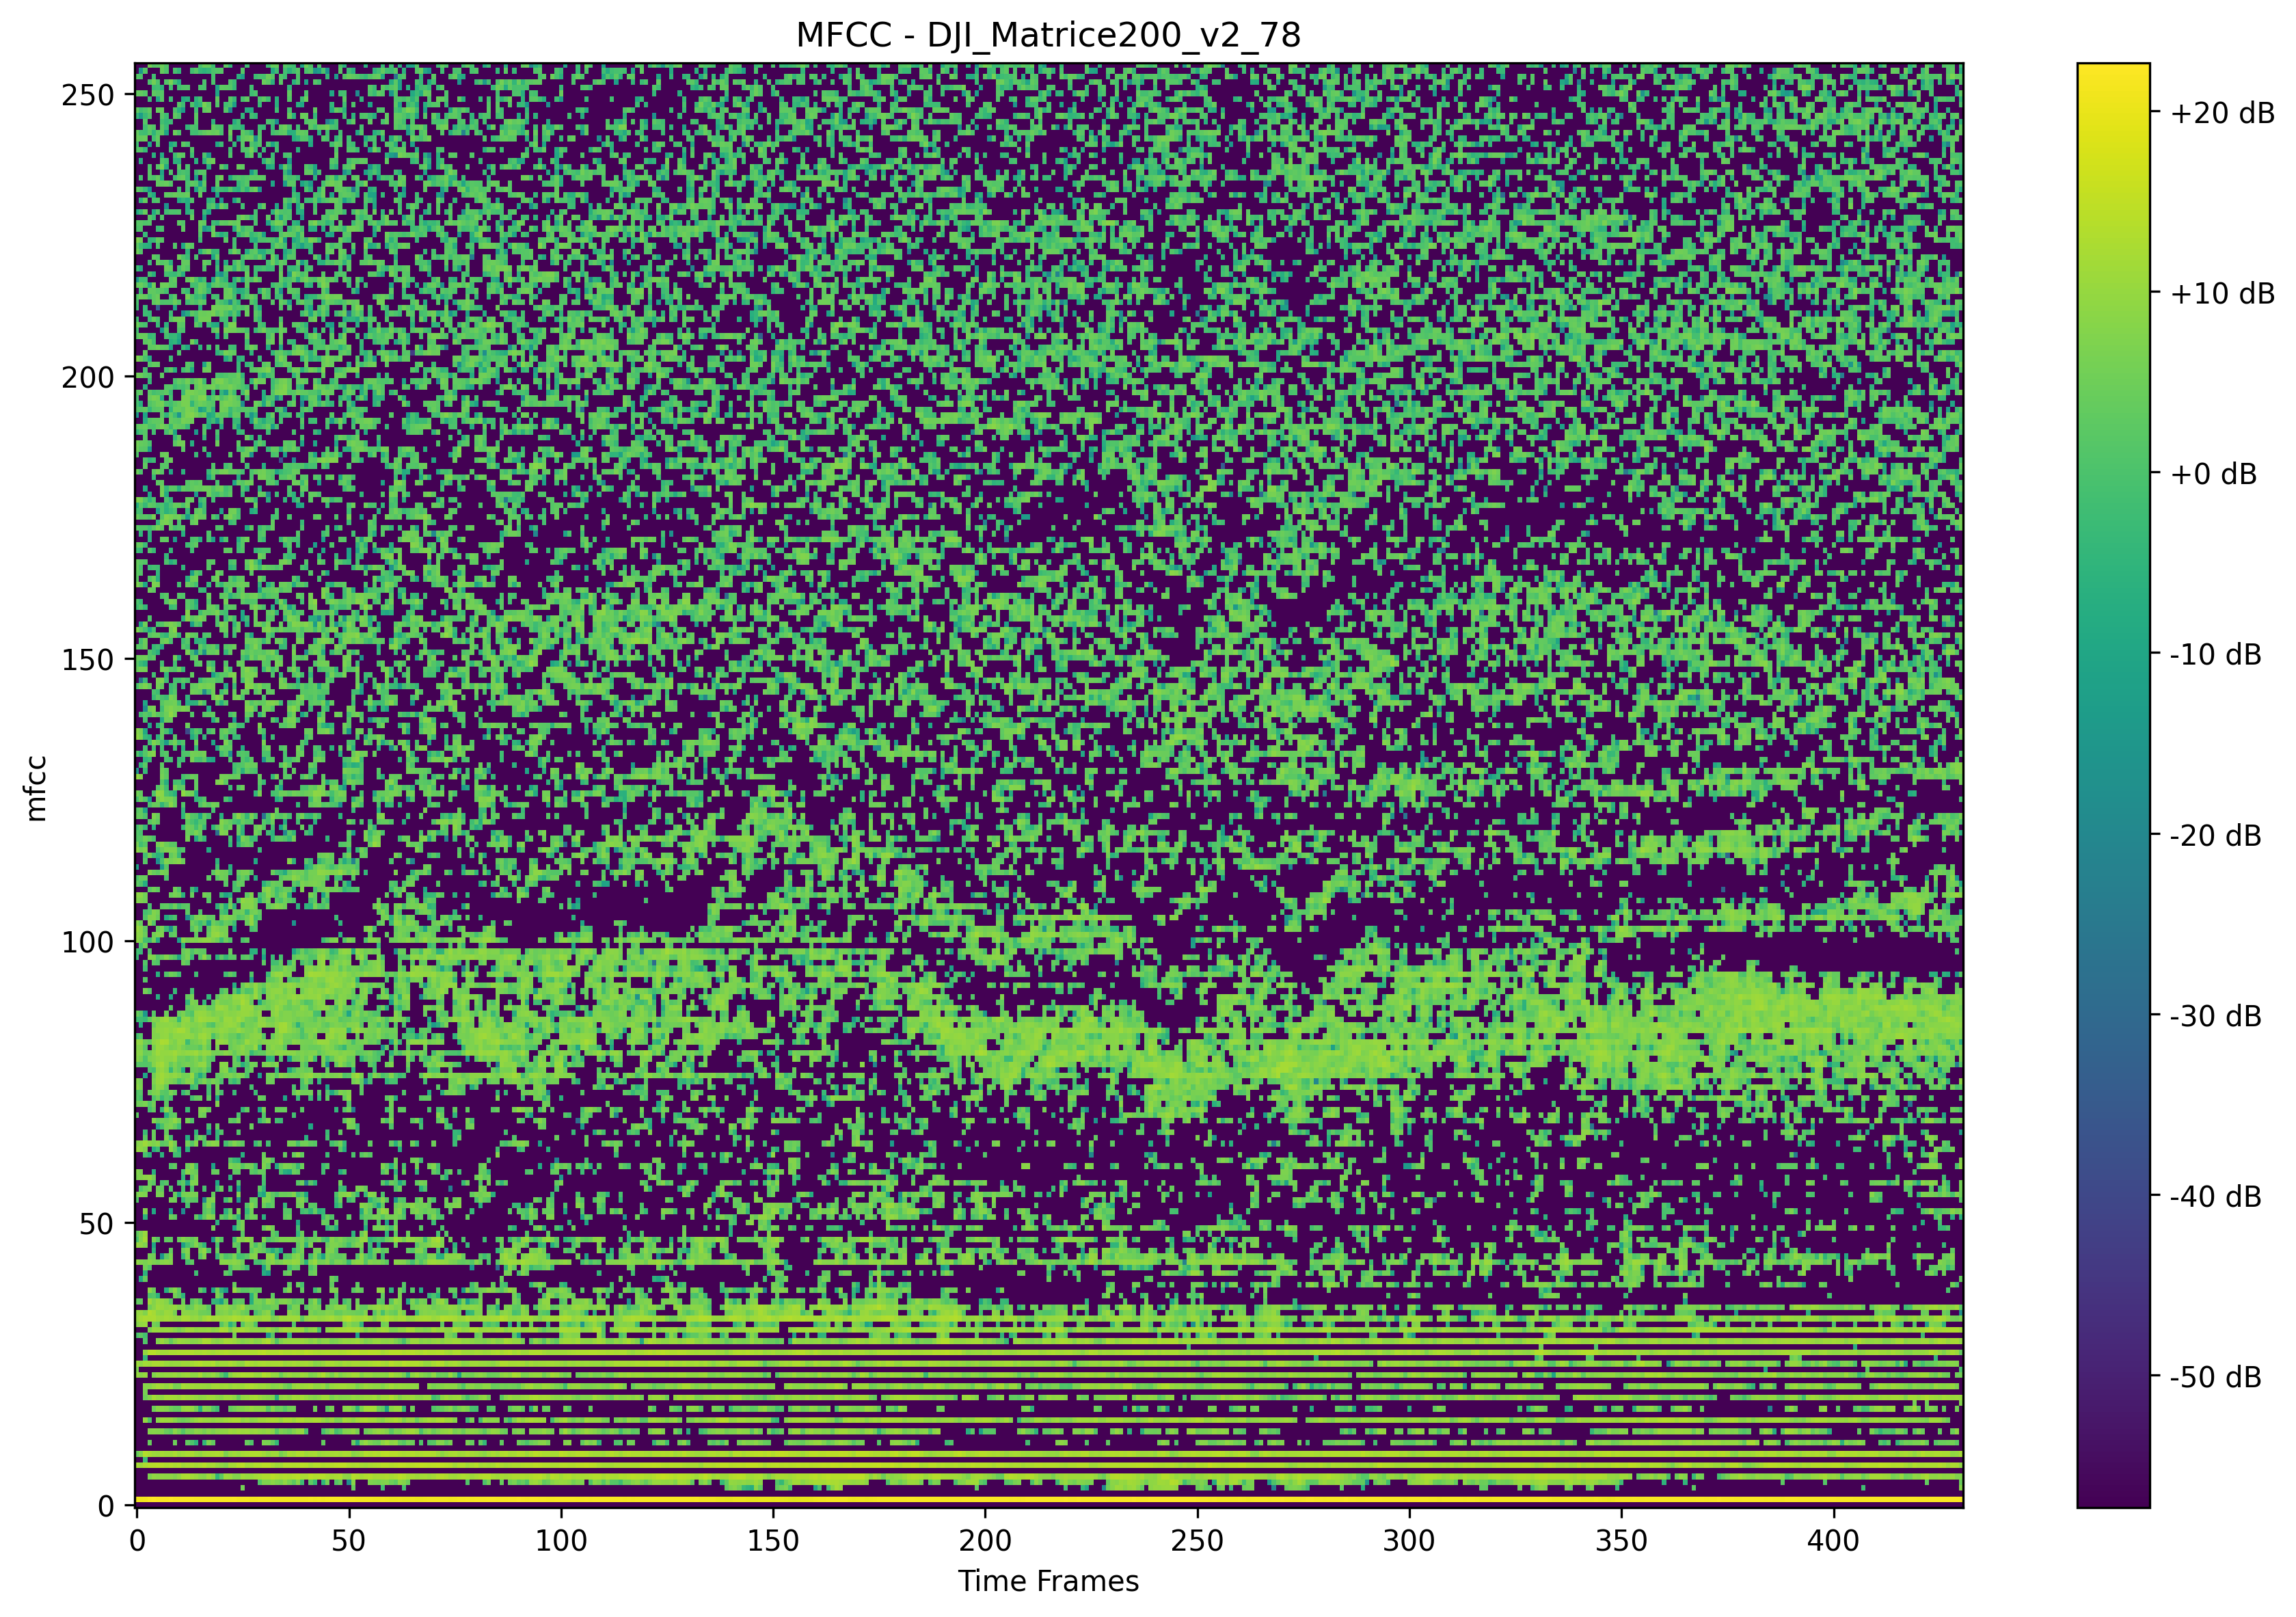 MFCC - DJI_Matrice200_v2_78
250
200
150
100
50
0
mfcc
0 50 100 150 200 250 300 350 400
Time Frames
+20 dB
+10 dB
+0 dB
-10 dB
-20 dB
-30 dB
-40 dB
-50 dB